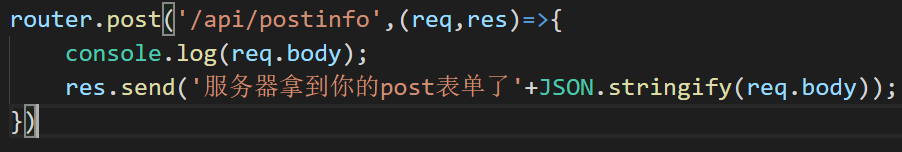 router.post('/api/postinfo',(req,res)=>{
    console.log(req.body);
    res.send('服务器拿到你的post表单了'+JSON.stringify(req.body));
})